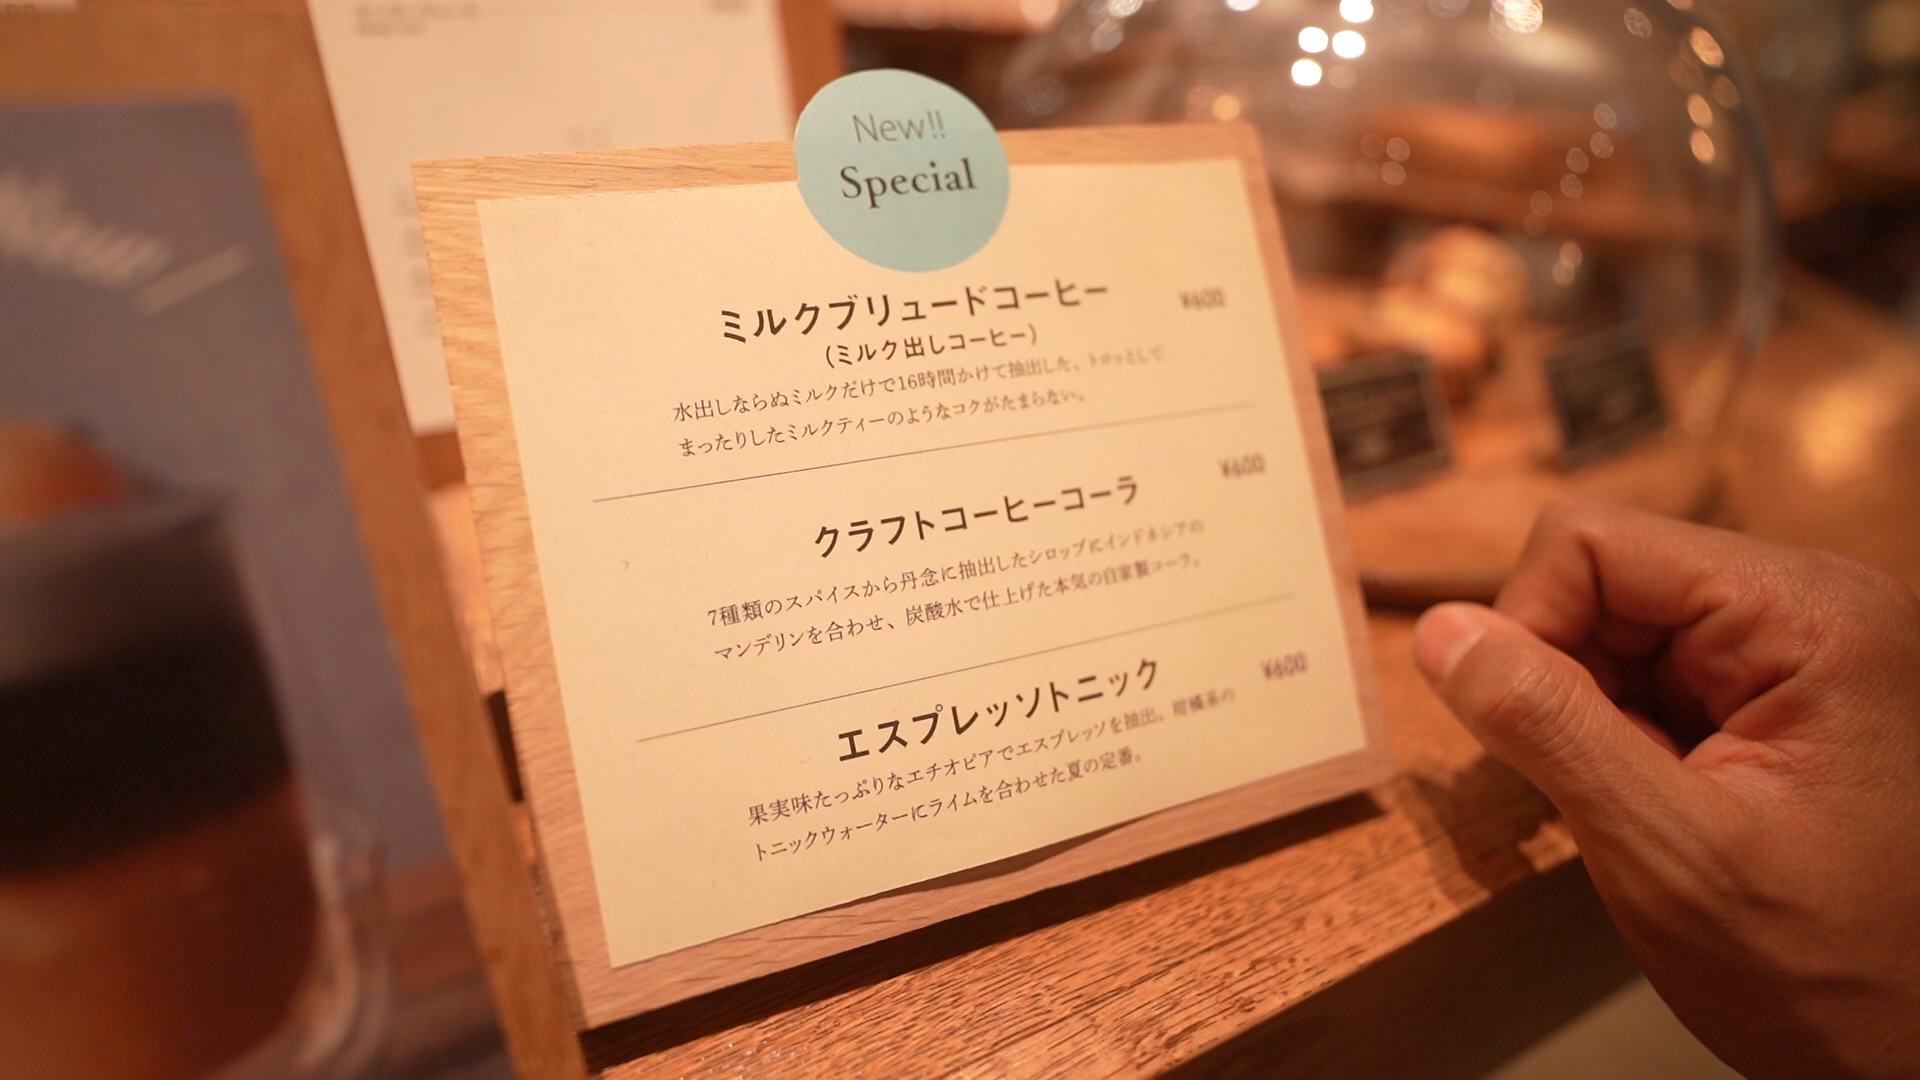 New!!
Special
ミルクブリュードコーヒー ¥600
(ミルク出しコーヒー)
水出しならぬミルクだけで16時間かけて抽出した、トロッとして
まったりしたミルクティーのようなコクがたまらない。
クラフトコーヒーコーラ ¥600
7種類のスパイスから丹念に抽出したシロップにインドネシアの
マンデリンを合わせ、炭酸水で仕上げた本気の自家製コーラ。
エスプレッソトニック ¥600
果実味たっぷりなエチオピアでエスプレッソを抽出。柑橘系の
トニックウォーターにライムを合わせた夏の定番。